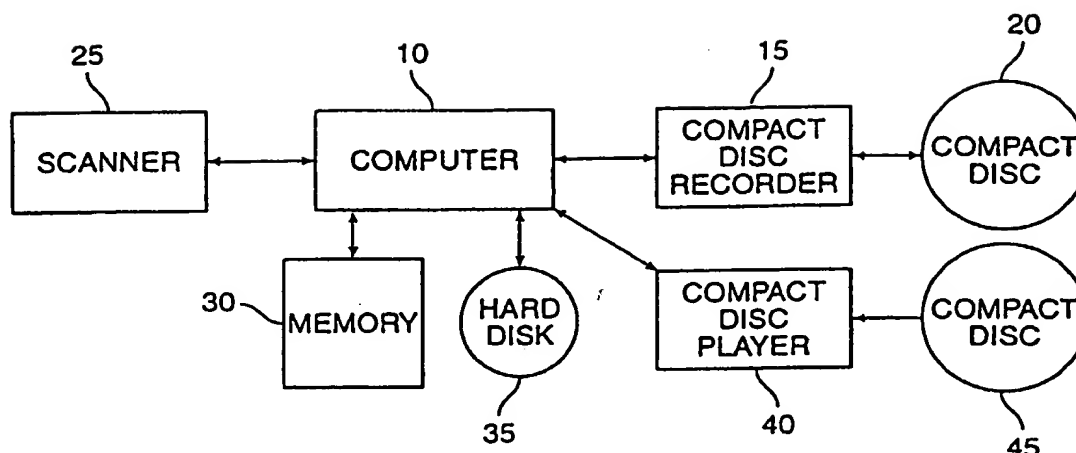 25
10
15
20
SCANNER
COMPUTER
COMPACT
DISC
RECORDER
COMPACT
DISC
30
MEMORY
HARD
DISK
35
COMPACT
DISC
PLAYER
40
COMPACT
DISC
45